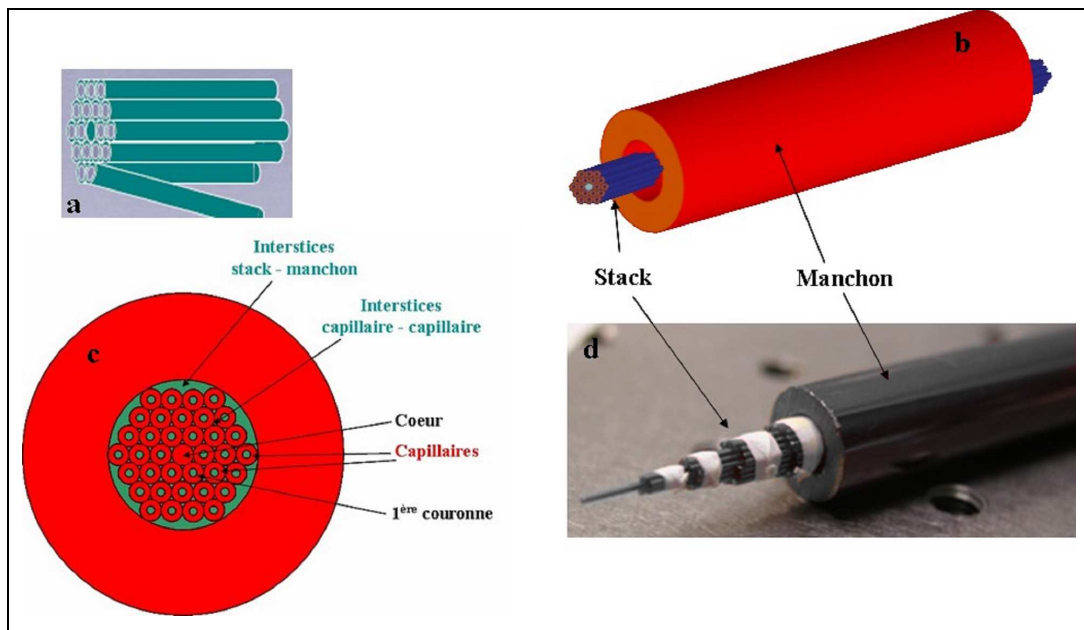 b
a
Interstices
stack - manchon
Interstices
capillaire - capillaire
c
Stack
Manchon
d
Coeur
Capillaires
1ère couronne